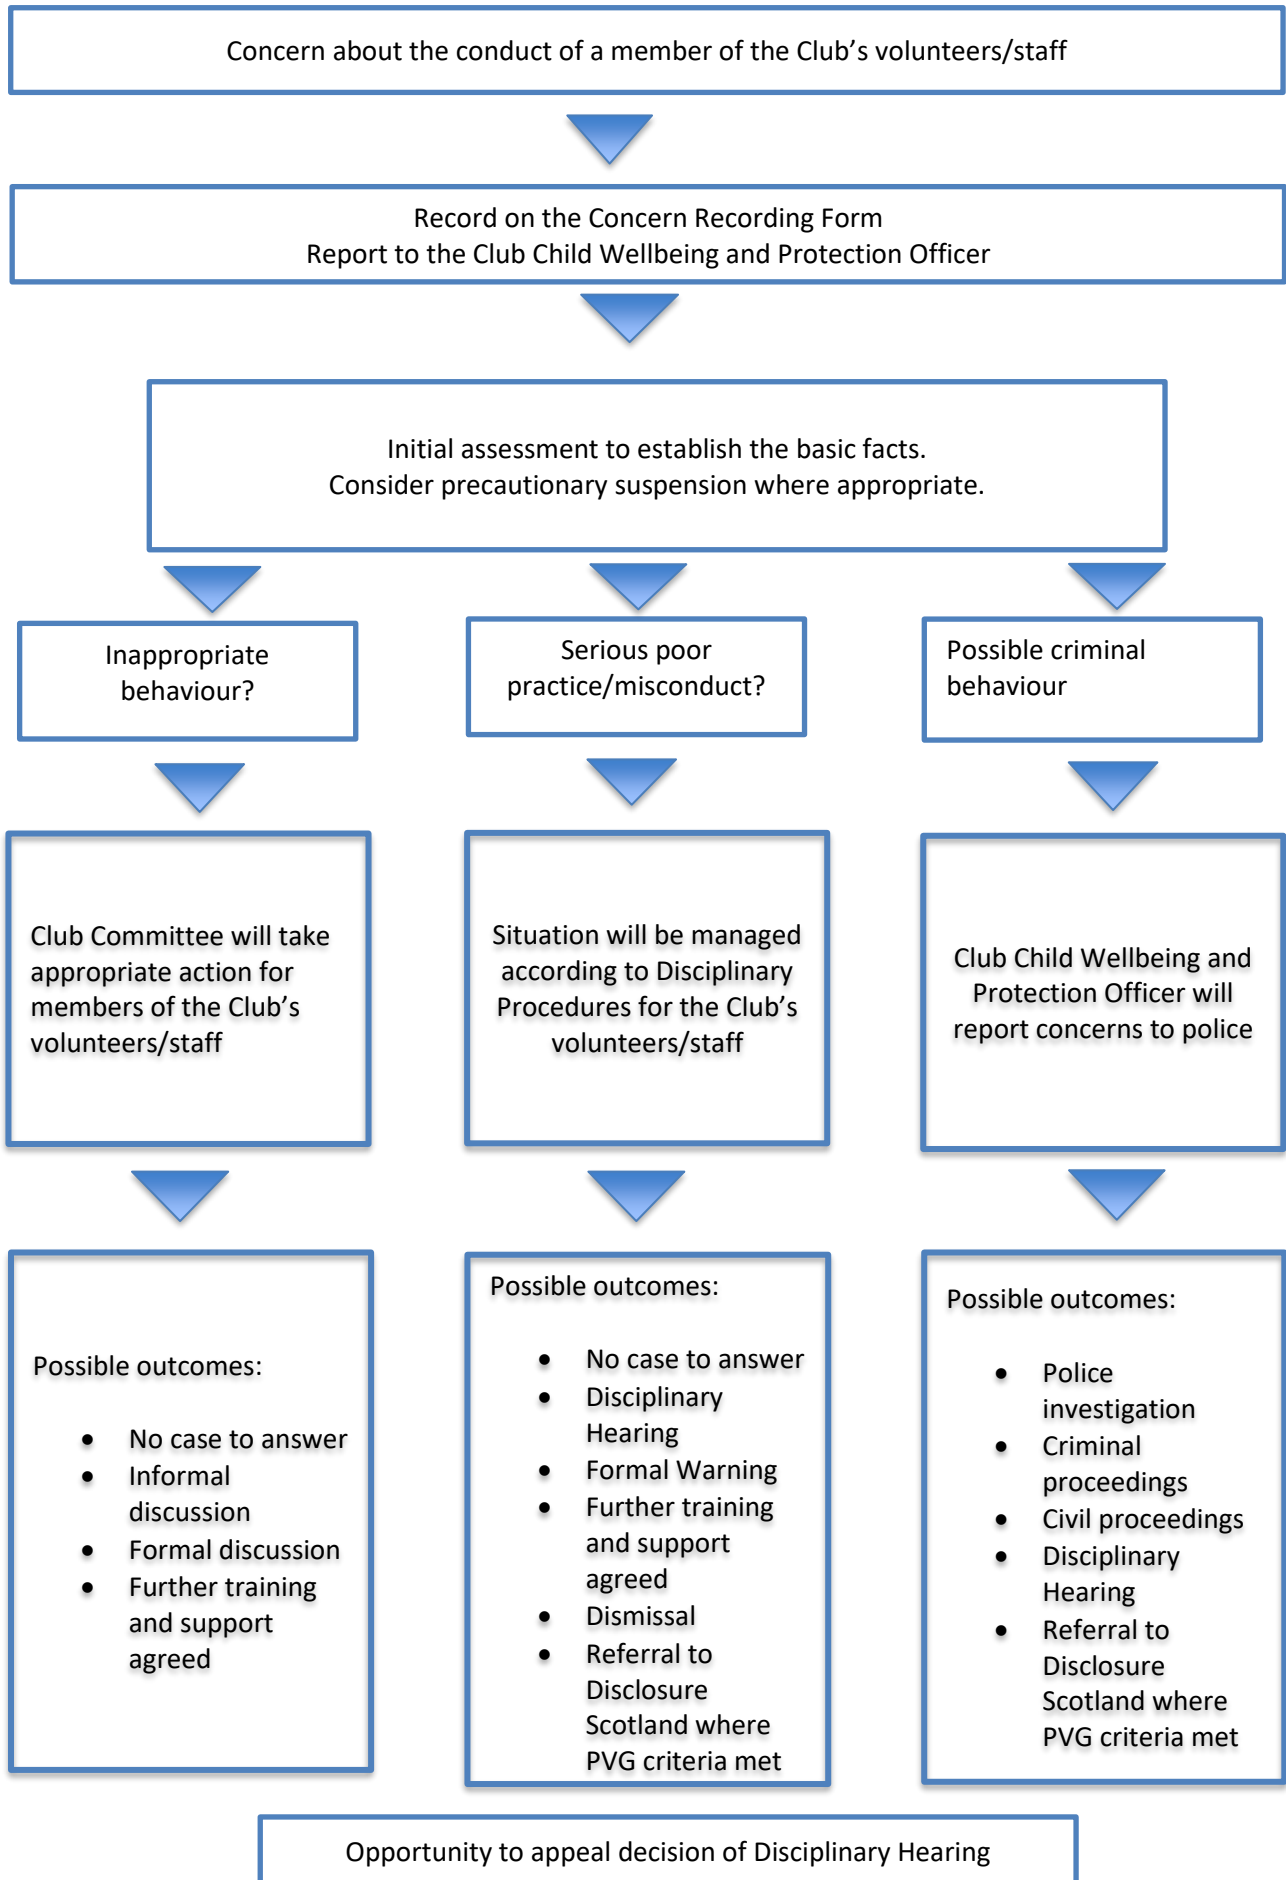 Concern about the conduct of a member of the Club’s volunteers/staff
Record on the Concern Recording Form
Report to the Club Child Wellbeing and Protection Officer
Initial assessment to establish the basic facts.
Consider precautionary suspension where appropriate.
Inappropriate
behaviour?
Serious poor
practice/misconduct?
Possible criminal
behaviour
Club Committee will take
appropriate action for
members of the Club’s
volunteers/staff
Situation will be managed
according to Disciplinary
Procedures for the Club’s
volunteers/staff
Club Child Wellbeing and
Protection Officer will
report concerns to police
Possible outcomes:
• No case to answer
• Informal
discussion
• Formal discussion
• Further training
and support
agreed
Possible outcomes:
• No case to answer
• Disciplinary
Hearing
• Formal Warning
• Further training
and support
agreed
• Dismissal
• Referral to
Disclosure
Scotland where
PVG criteria met
Possible outcomes:
• Police
investigation
• Criminal
proceedings
• Civil proceedings
• Disciplinary
Hearing
• Referral to
Disclosure
Scotland where
PVG criteria met
Opportunity to appeal decision of Disciplinary Hearing